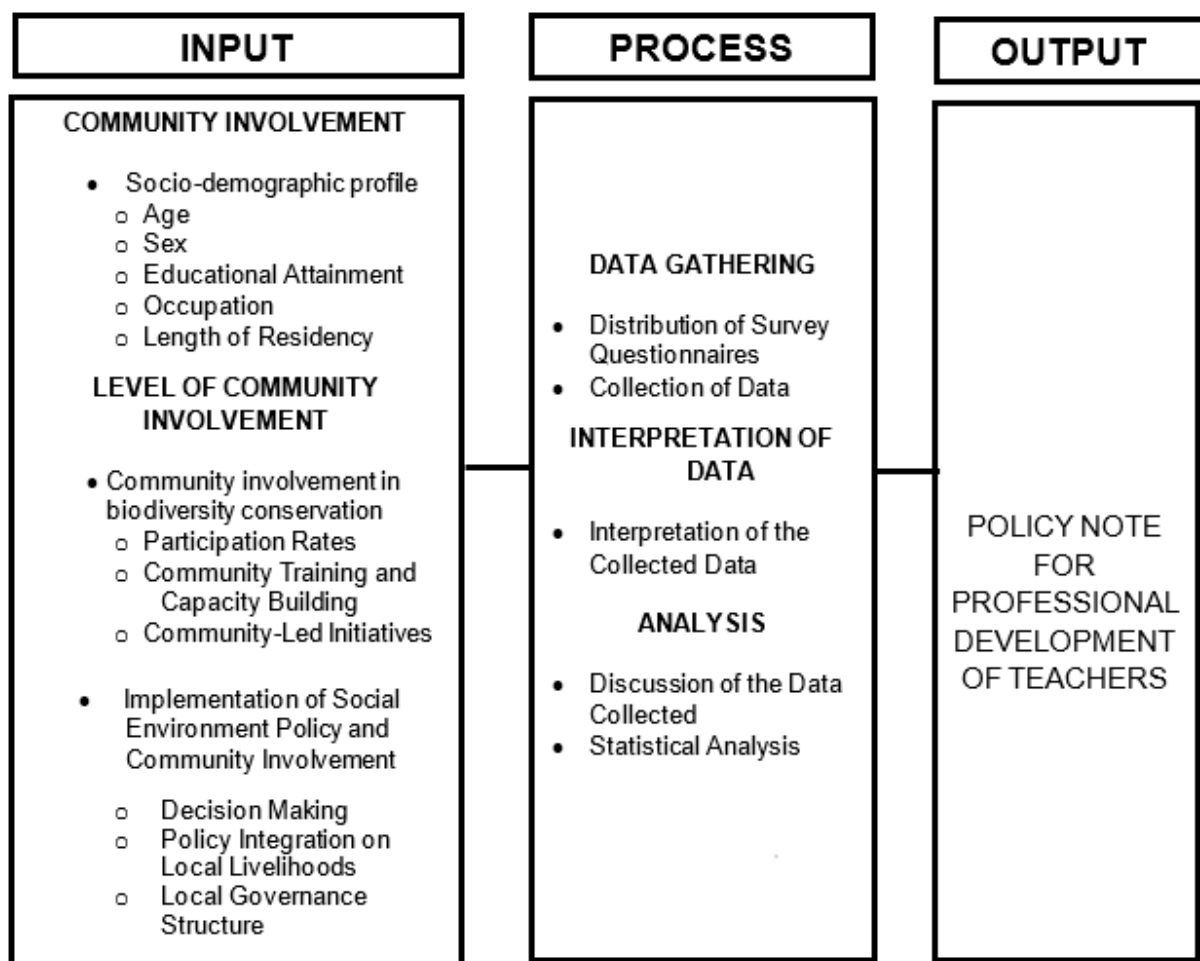 INPUT
COMMUNITY INVOLVEMENT
• Socio-demographic profile
o Age
o Sex
o Educational Attainment
o Occupation
o Length of Residency
LEVEL OF COMMUNITY
INVOLVEMENT
• Community involvement in
biodiversity conservation
o Participation Rates
o Community Training and
Capacity Building
o Community-Led Initiatives
• Implementation of Social
Environment Policy and
Community Involvement
o Decision Making
o Policy Integration on
Local Livelihoods
o Local Governance
Structure
PROCESS
DATA GATHERING
• Distribution of Survey
Questionnaires
• Collection of Data
INTERPRETATION OF
DATA
• Interpretation of the
Collected Data
ANALYSIS
• Discussion of the Data
Collected
• Statistical Analysis
OUTPUT
POLICY NOTE
FOR
PROFESSIONAL
DEVELOPMENT
OF TEACHERS